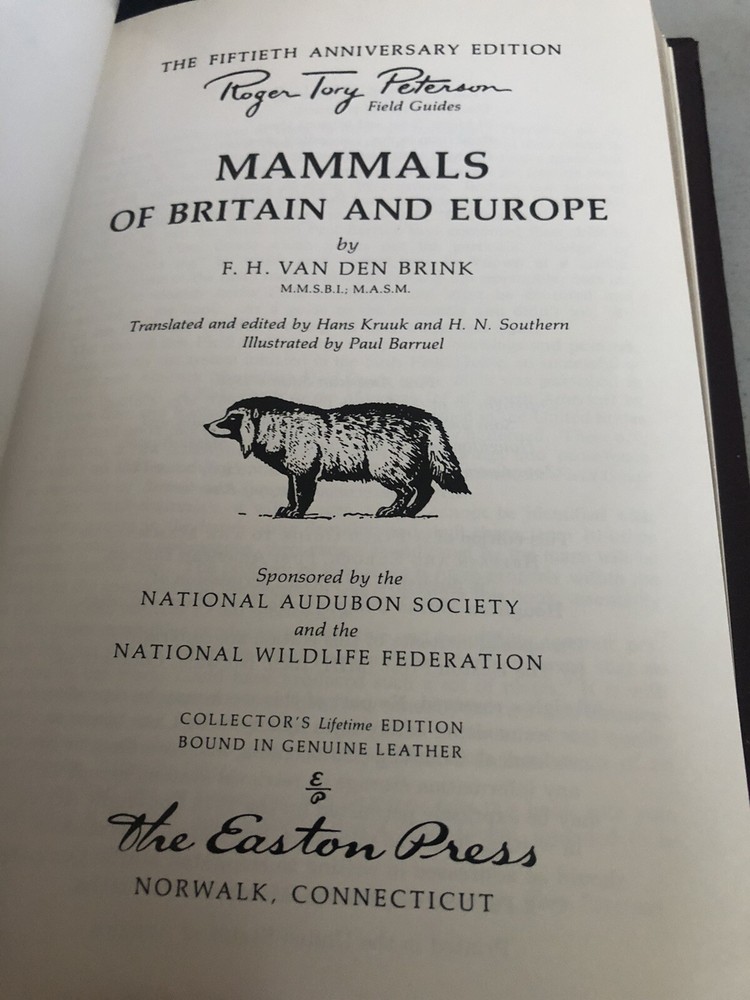 THE FIFTIETH ANNIVERSARY EDITION
Roger Tory Peterson
Field Guides
MAMMALS
OF BRITAIN AND EUROPE
by
F. H. VAN DEN BRINK
M.M.S.B.I.; M.A.S.M.
Translated and edited by Hans Kruuk and H. N. Southern
Illustrated by Paul Barruel
Sponsored by the
NATIONAL AUDUBON SOCIETY
and the
NATIONAL WILDLIFE FEDERATION
COLLECTOR'S Lifetime EDITION
BOUND IN GENUINE LEATHER
E
P
The Easton Press
NORWALK, CONNECTICUT